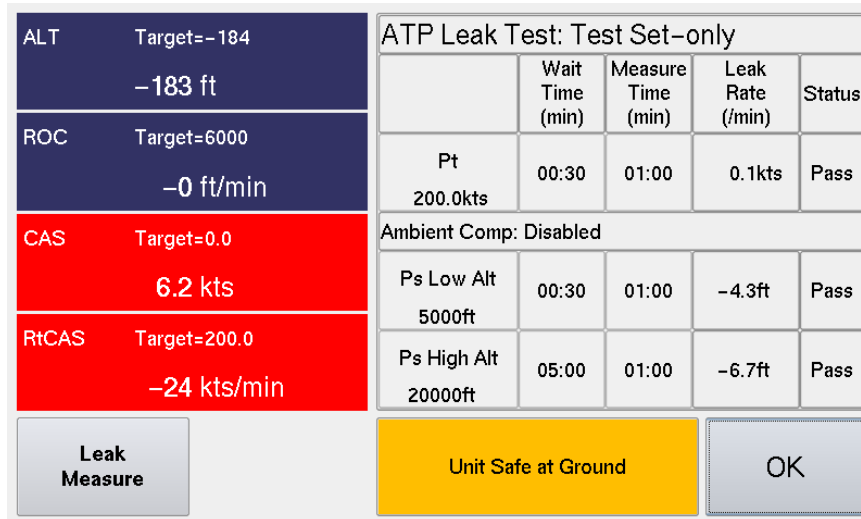 ALT Target=−184
−183 ft
ROC Target=6000
−0 ft/min
CAS Target=0.0
6.2 kts
RtCAS Target=200.0
−24 kts/min
Leak
Measure
ATP Leak Test: Test Set−only
Wait
Time
(min)
Measure
Time
(min)
Leak
Rate
(/min)
Status
Pt
200.0kts
00:30
01:00
0.1kts
Pass
Ambient Comp: Disabled
Ps Low Alt
5000ft
00:30
01:00
−4.3ft
Pass
Ps High Alt
20000ft
05:00
01:00
−6.7ft
Pass
Unit Safe at Ground
OK